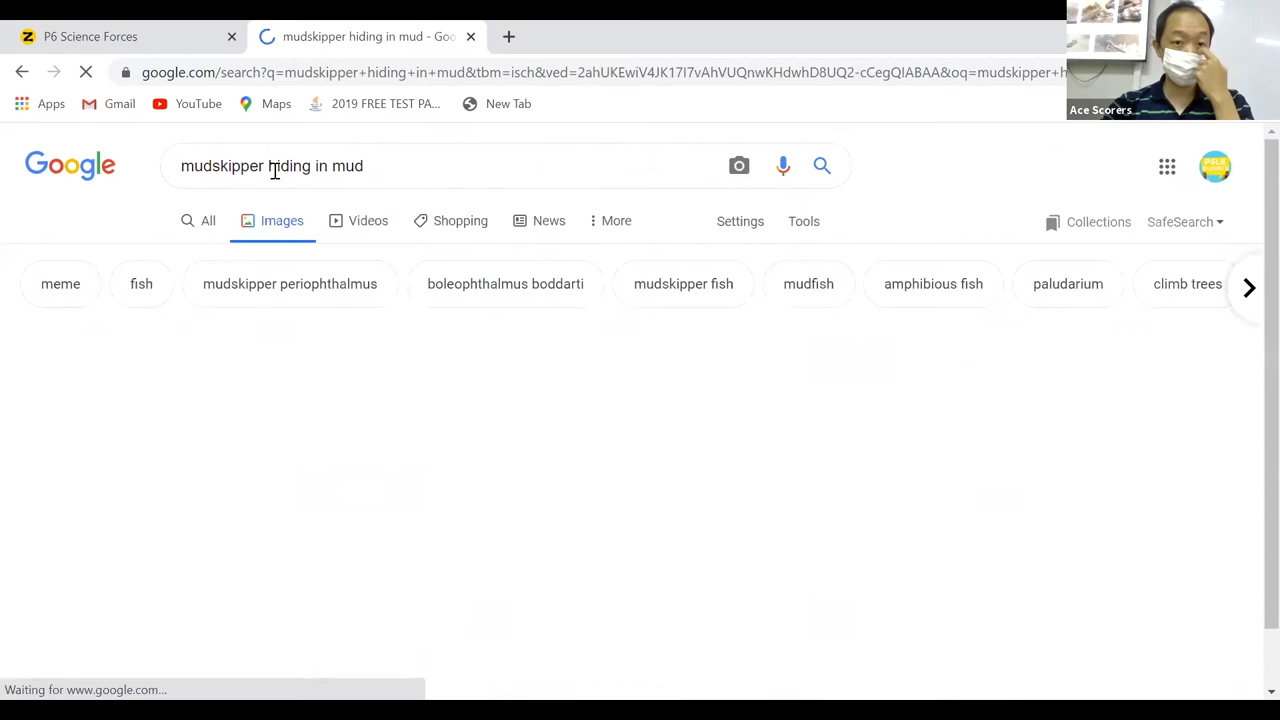 P6 Science Forces
mudskipper hiding in mud - Goo
google.com/search?q=mudskipper+hiding+in+mud&tbm=isch&ved=2ahUKEwiV4JK17I7vAhVUQnwKHdwhD8UQ2-cCegQIABAA&oq=mudskipper+h
Ace Scorers
Apps
Gmail
YouTube
Maps
2019 FREE TEST PA...
New Tab
Google
mudskipper hiding in mud
PSLE
All
Images
Videos
Shopping
News
More
Settings
Tools
Collections
SafeSearch
meme
fish
mudskipper periophthalmus
boleophthalmus boddarti
mudskipper fish
mudfish
amphibious fish
paludarium
climb trees
Waiting for www.google.com...